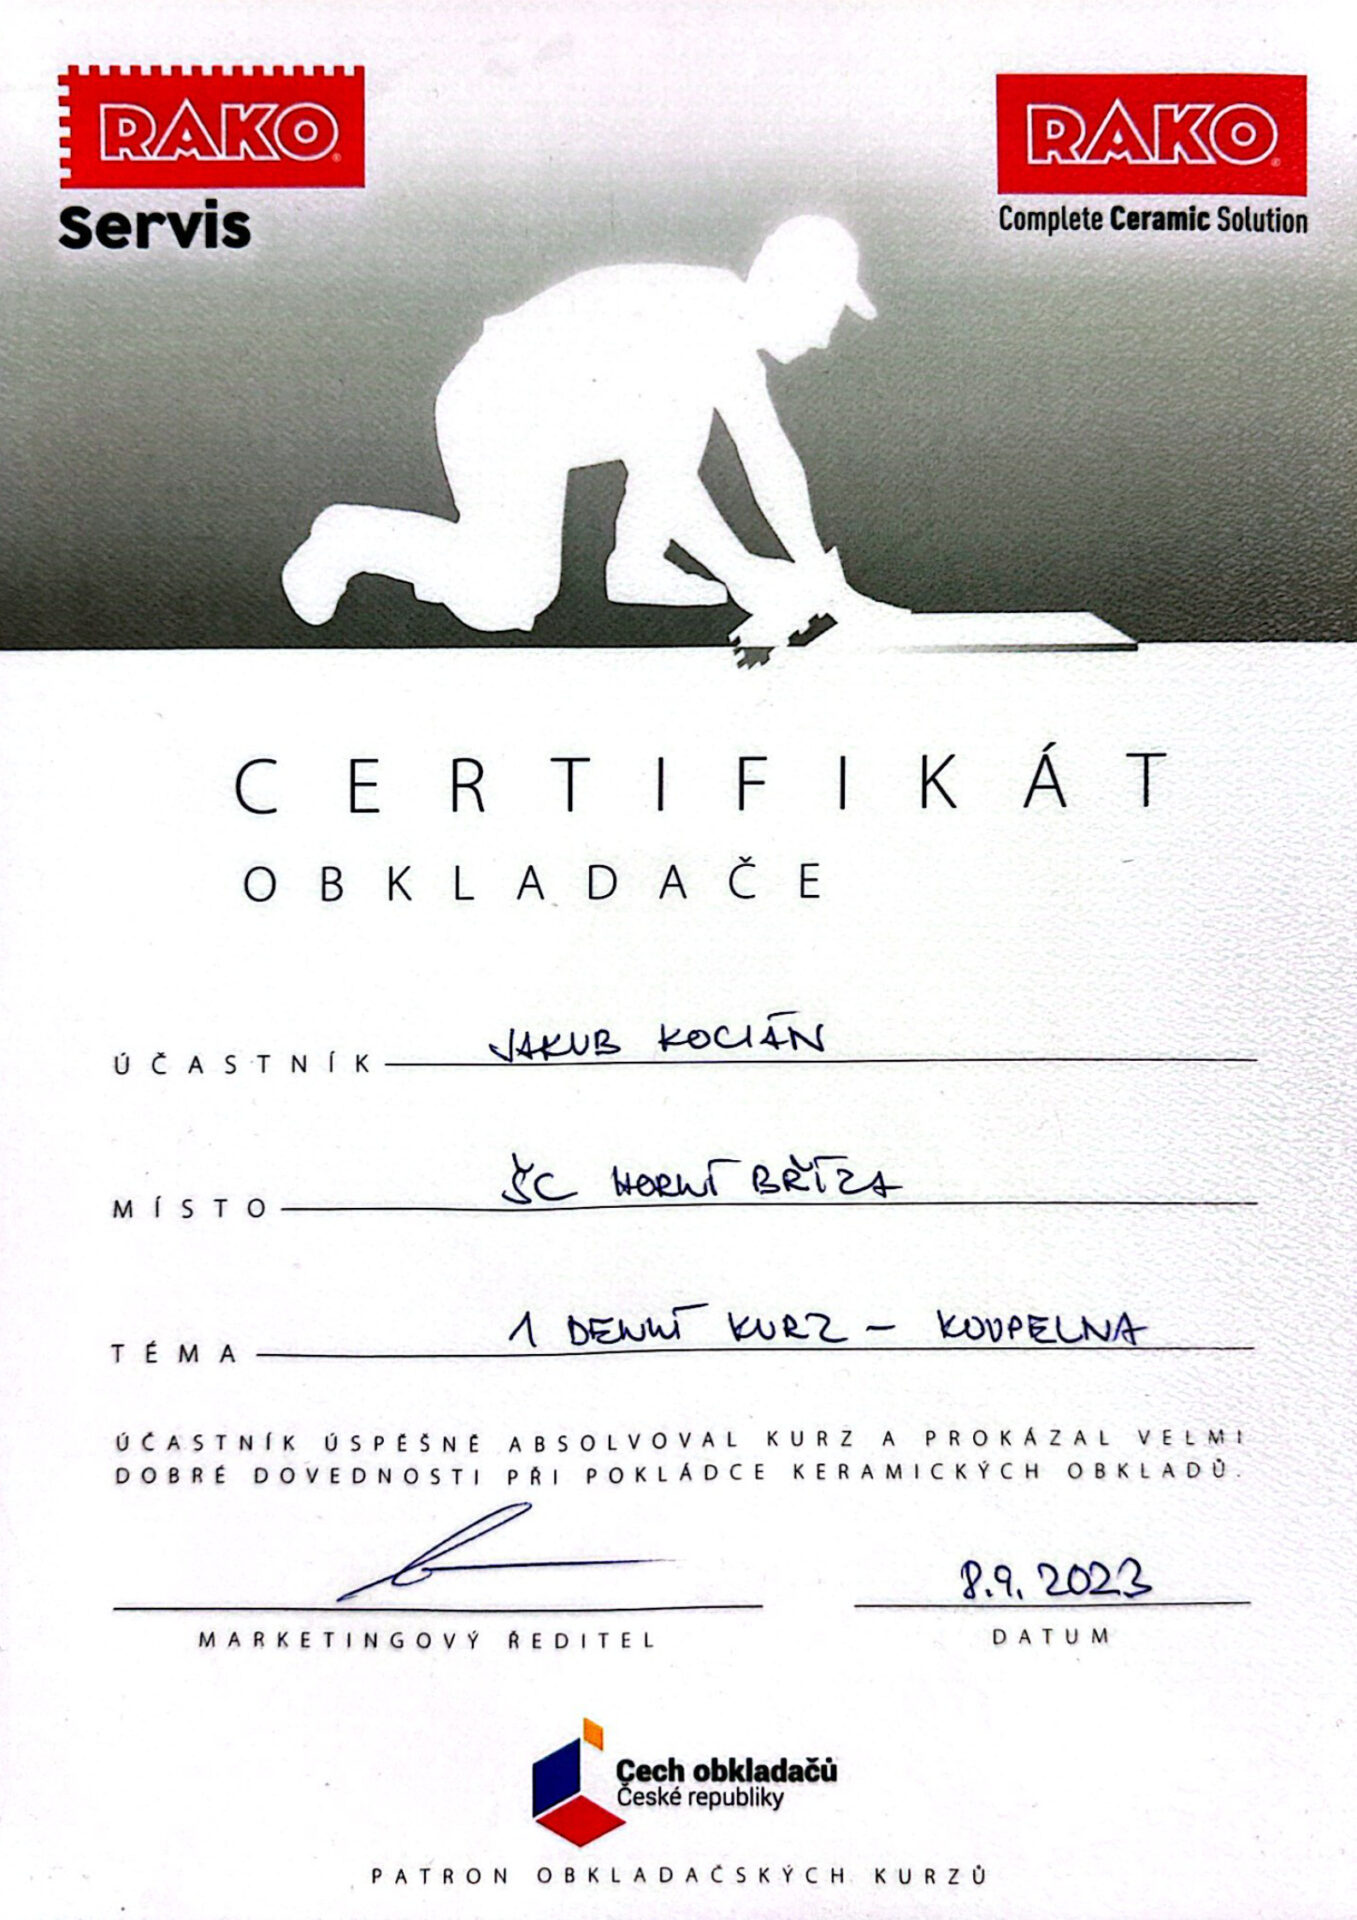 RAKO
Servis
RAKO
Complete Ceramic Solution
CERTIFIKÁT
OBKLADAČE
ÚČASTNÍK JAKUB KOCIÁN
MÍSTO ŠC HORNÍ BŘÍZA
TÉMA 1 DENNÍ KURZ – KOUPELNA
ÚČASTNÍK ÚSPĚŠNĚ ABSOLVOVAL KURZ A PROKÁZAL VELMI
DOBRÉ DOVEDNOSTI PŘI POKLÁDCE KERAMICKÝCH OBKLADŮ.
8.9.2023
MARKETINGOVÝ ŘEDITEL
DATUM
Cech obkladačů
České republiky
PATRON OBKLADAČSKÝCH KURZŮ